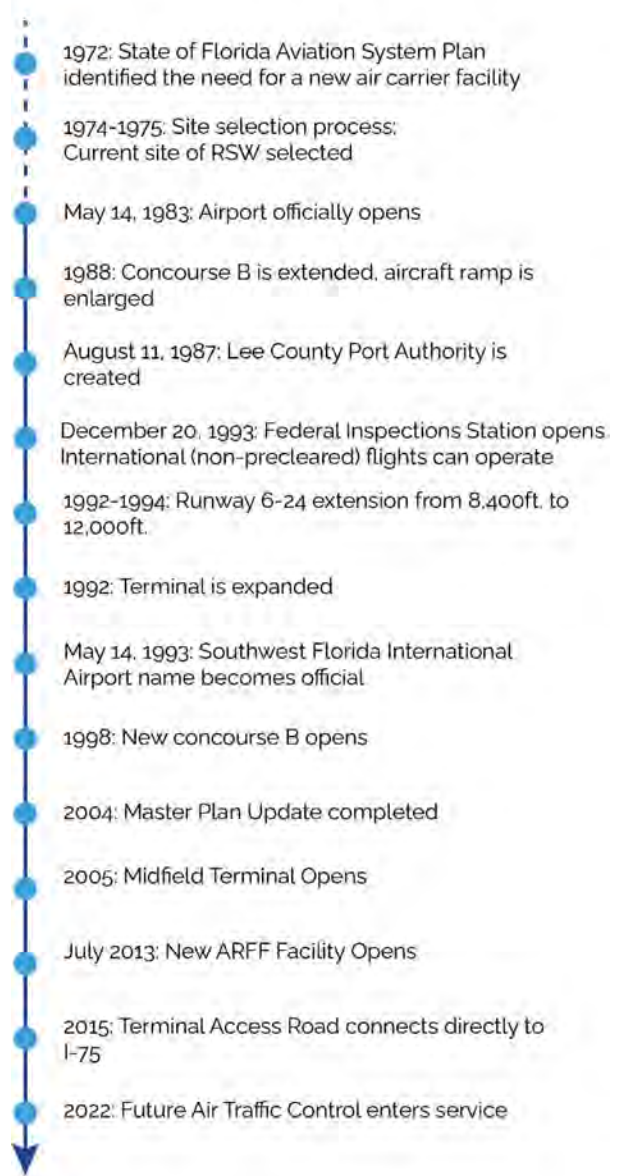 1972: State of Florida Aviation System Plan
identified the need for a new air carrier facility
1974-1975: Site selection process:
Current site of RSW selected
May 14, 1983: Airport officially opens
1988: Concourse B is extended, aircraft ramp is
enlarged
August 11, 1987: Lee County Port Authority is
created
December 20, 1993: Federal Inspections Station opens
International (non-precleared) flights can operate
1992-1994: Runway 6-24 extension from 8,400ft. to
12,000ft.
1992: Terminal is expanded
May 14, 1993: Southwest Florida International
Airport name becomes official
1998: New concourse B opens
2004: Master Plan Update completed
2005: Midfield Terminal Opens
July 2013: New ARFF Facility Opens
2015: Terminal Access Road connects directly to
I-75
2022: Future Air Traffic Control enters service